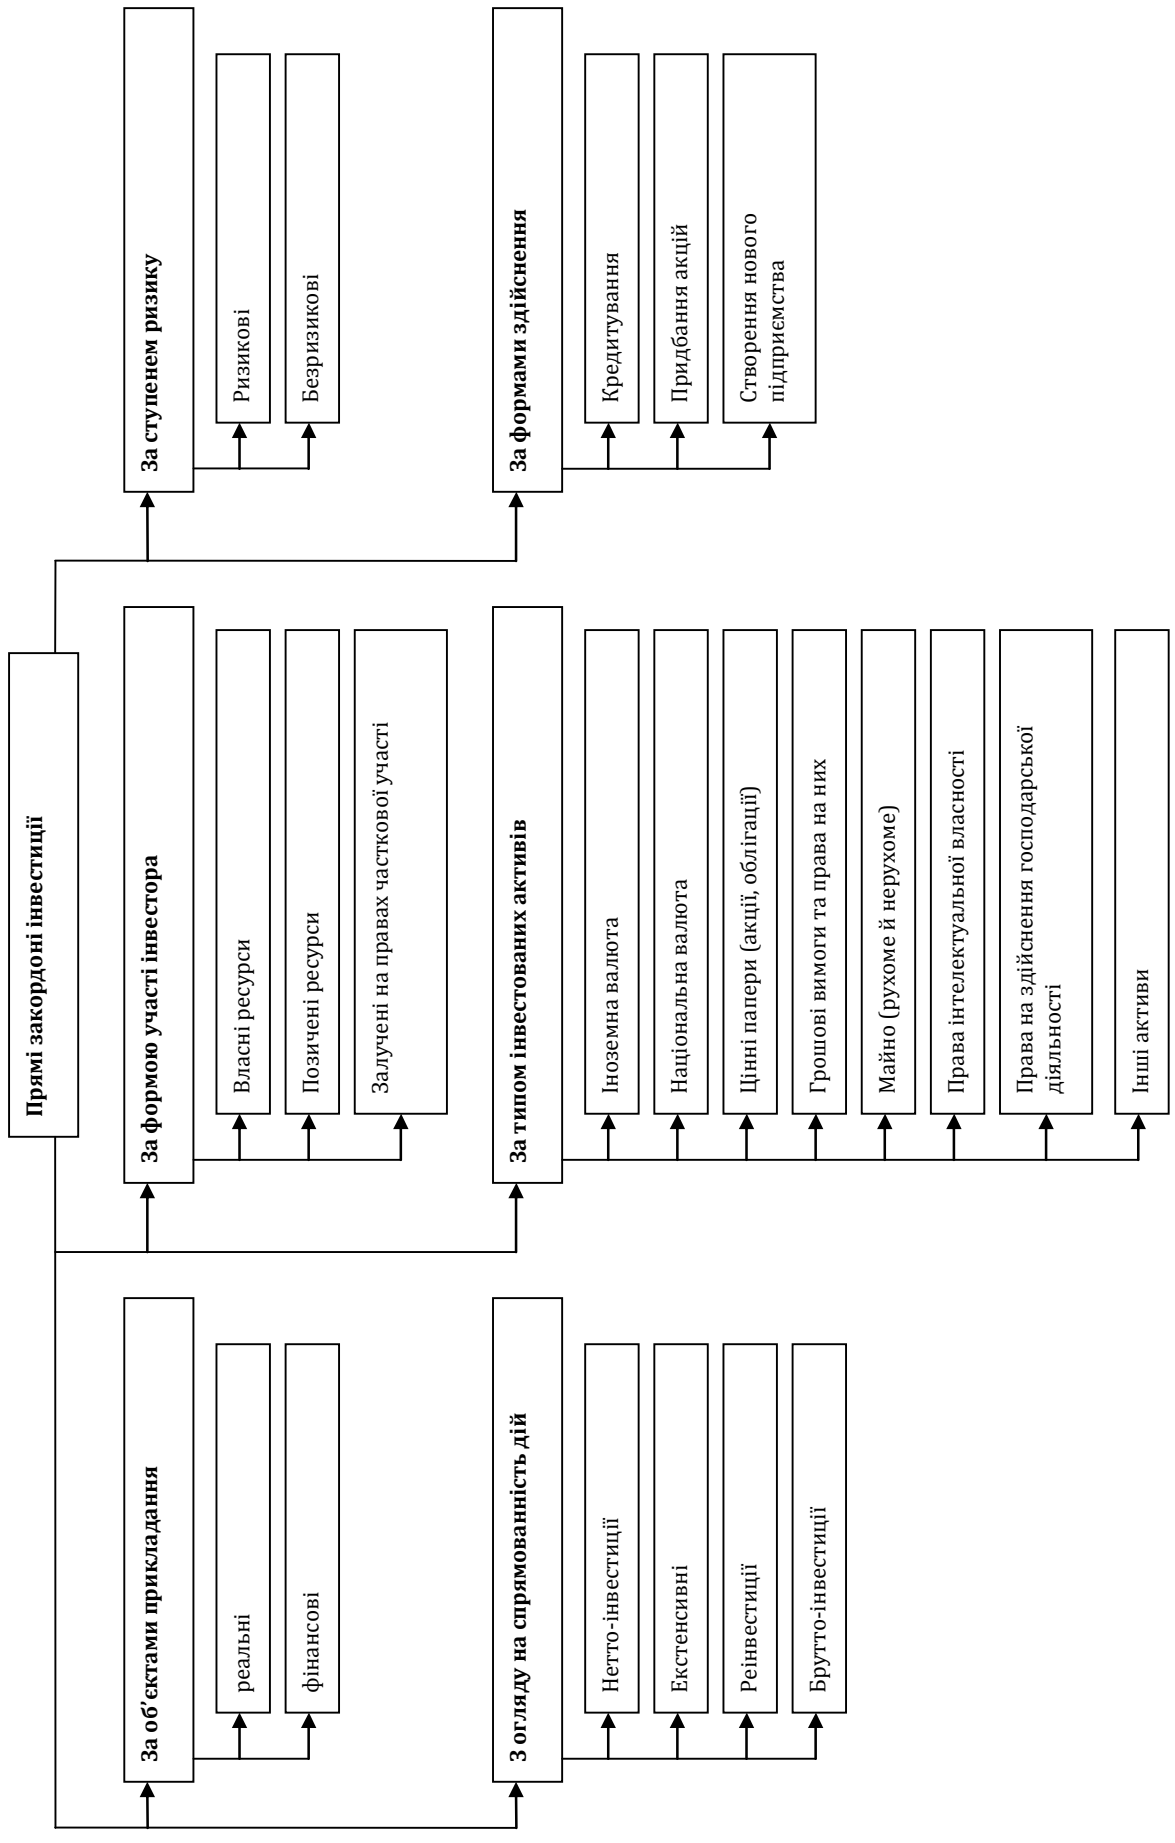 Прямі закордоні інвестиції
За об'єктами прикладання
реальні
фінансові
За формою участі інвестора
Власні ресурси
Позичені ресурси
Залучені на правах часткової участі
За ступенем ризику
Ризикові
Безризикові
З огляду на спрямованність дій
Нетто-інвестиції
Екстенсивні
Реінвестиції
Брутто-інвестиції
За типом інвестованих активів
Іноземна валюта
Національна валюта
Цінні папери (акції, облігації)
Грошові вимоги та права на них
Майно (рухоме й нерухоме)
Права інтелектуальної власності
Права на здійснення господарської
діяльності
Інші активи
За формами здійснення
Кредитування
Придбання акцій
Створення нового
підприємства